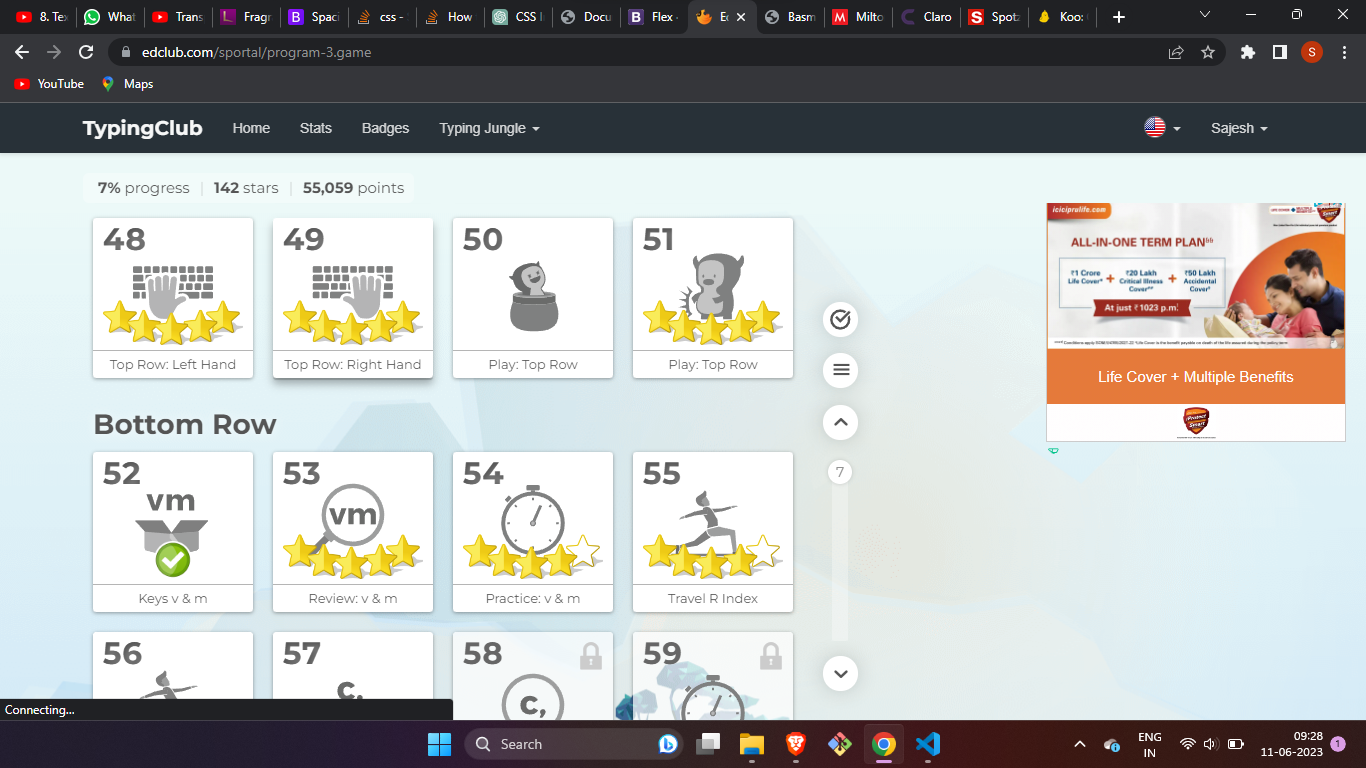 8. Tex
What
Trans
Fragr
Spaci
css -
How
CSS I
Docu
Flex -
Ed
Basm
Milto
Claro
Spotz
Koo:
edclub.com/sportal/program-3.game
YouTube
Maps
TypingClub
Home
Stats
Badges
Typing Jungle
Sajesh
7% progress
142 stars
55,059 points
48
Top Row: Left Hand
49
Top Row: Right Hand
50
Play: Top Row
51
Play: Top Row
Bottom Row
52
vm
Keys v & m
53
vm
Review: v & m
54
Practice: v & m
55
Travel R Index
56
57
c,
58
c,
59
7
iciciprulife.com
ALL-IN-ONE TERM PLAN
₹1 Crore
Life Cover*
+
₹20 Lakh
Critical Illness
Cover
+
₹50 Lakh
Accidental
Cover
At just ₹1023 p.m.
Life Cover + Multiple Benefits
iProtect
Smart
Connecting...
Search
ENG
IN
09:28
11-06-2023
1
S